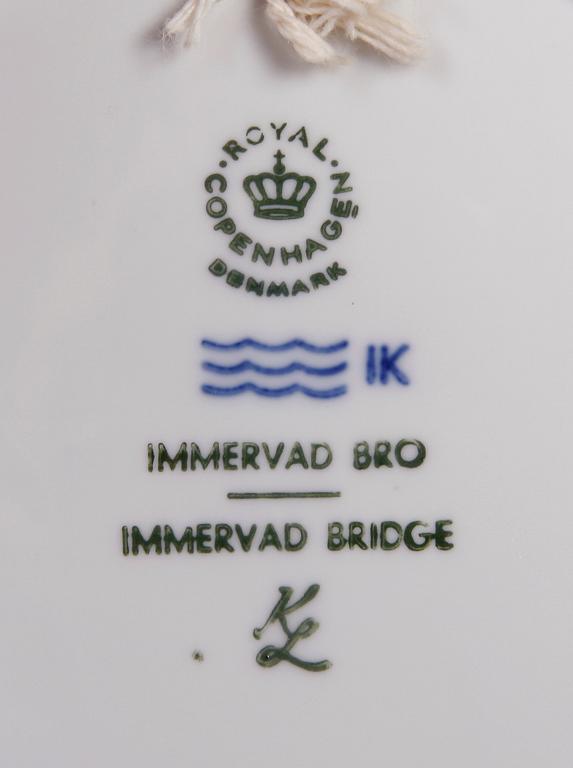 ROYAL
COPENHAGEN
DENMARK
IK
IMMERVAD BRO
IMMERVAD BRIDGE
KL